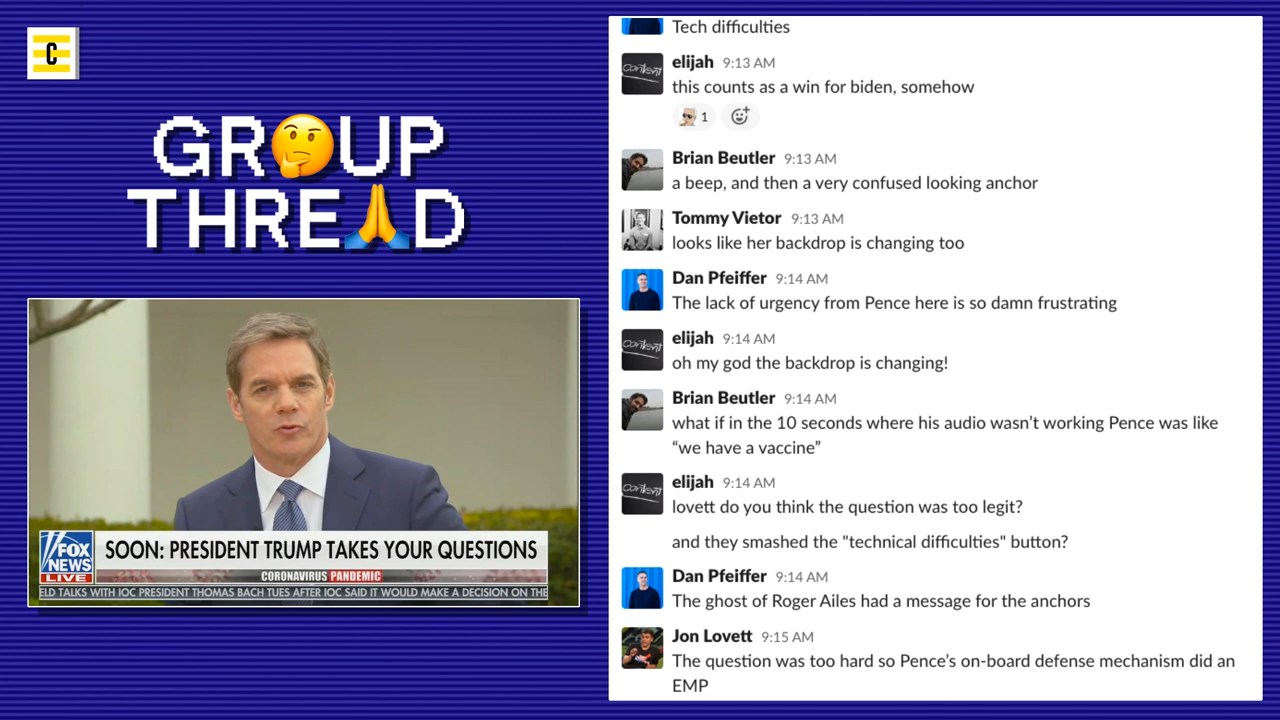 C
GR🤔UP
THRE🙏D
FOX
NEWS
LIVE
SOON: PRESIDENT TRUMP TAKES YOUR QUESTIONS
CORONAVIRUS PANDEMIC
ELD TALKS WITH IOC PRESIDENT THOMAS BACH TUES AFTER IOC SAID IT WOULD MAKE A DECISION ON THE
Tech difficulties
elijah 9:13 AM
this counts as a win for biden, somehow
1
Brian Beutler 9:13 AM
a beep, and then a very confused looking anchor
Tommy Vietor 9:13 AM
looks like her backdrop is changing too
Dan Pfeiffer 9:14 AM
The lack of urgency from Pence here is so damn frustrating
elijah 9:14 AM
oh my god the backdrop is changing!
Brian Beutler 9:14 AM
what if in the 10 seconds where his audio wasn’t working Pence was like
“we have a vaccine”
elijah 9:14 AM
lovett do you think the question was too legit?
and they smashed the "technical difficulties" button?
Dan Pfeiffer 9:14 AM
The ghost of Roger Ailes had a message for the anchors
Jon Lovett 9:15 AM
The question was too hard so Pence’s on-board defense mechanism did an
EMP